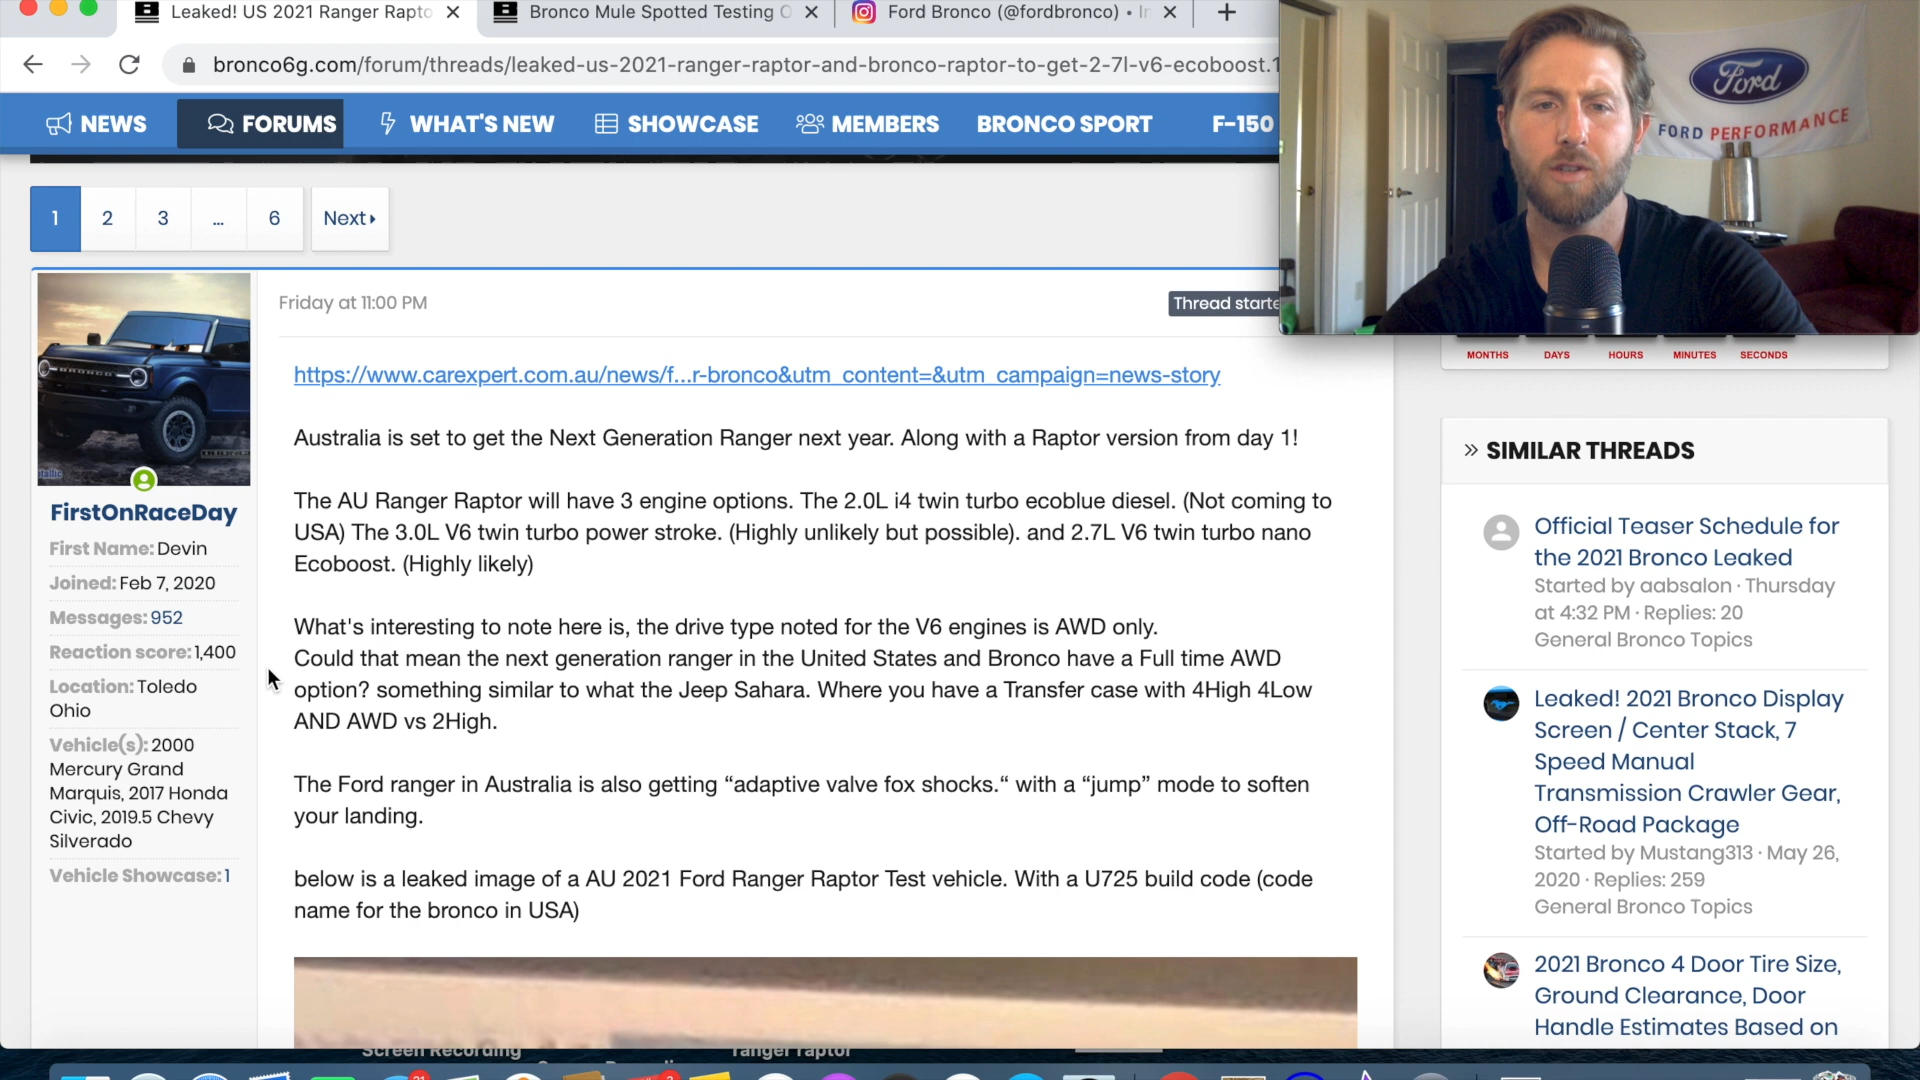 Leaked! US 2021 Ranger Rapto
Bronco Mule Spotted Testing
Ford Bronco (@fordbronco) •
bronco6g.com/forum/threads/leaked-us-2021-ranger-raptor-and-bronco-raptor-to-get-2-7l-v6-ecoboost.1
NEWS
FORUMS
WHAT'S NEW
SHOWCASE
MEMBERS
BRONCO SPORT
F-150
Ford
FORD PERFORMANCE
1
2
3
...
6
Next
Friday at 11:00 PM
Thread starte
BRONCO
FirstOnRaceDay
First Name: Devin
Joined: Feb 7, 2020
Messages: 952
Reaction score: 1,400
Location: Toledo
Ohio
Vehicle(s): 2000
Mercury Grand
Marquis, 2017 Honda
Civic, 2019.5 Chevy
Silverado
Vehicle Showcase: 1
https://www.carexpert.com.au/news/f...r-bronco&utm_content=&utm_campaign=news-story
Australia is set to get the Next Generation Ranger next year. Along with a Raptor version from day 1!
The AU Ranger Raptor will have 3 engine options. The 2.0L i4 twin turbo ecoblue diesel. (Not coming to
USA) The 3.0L V6 twin turbo power stroke. (Highly unlikely but possible). and 2.7L V6 twin turbo nano
Ecoboost. (Highly likely)
What's interesting to note here is, the drive type noted for the V6 engines is AWD only.
Could that mean the next generation ranger in the United States and Bronco have a Full time AWD
option? something similar to what the Jeep Sahara. Where you have a Transfer case with 4High 4Low
AND AWD vs 2High.
The Ford ranger in Australia is also getting “adaptive valve fox shocks.“ with a “jump” mode to soften
your landing.
below is a leaked image of a AU 2021 Ford Ranger Raptor Test vehicle. With a U725 build code (code
name for the bronco in USA)
MONTHS
DAYS
HOURS
MINUTES
SECONDS
SIMILAR THREADS
Official Teaser Schedule for
the 2021 Bronco Leaked
Started by aabsalon · Thursday
at 4:32 PM · Replies: 20
General Bronco Topics
Leaked! 2021 Bronco Display
Screen / Center Stack, 7
Speed Manual
Transmission Crawler Gear,
Off-Road Package
Started by Mustang313 · May 26,
2020 · Replies: 259
General Bronco Topics
2021 Bronco 4 Door Tire Size,
Ground Clearance, Door
Handle Estimates Based on
Screen Recording
ranger raptor